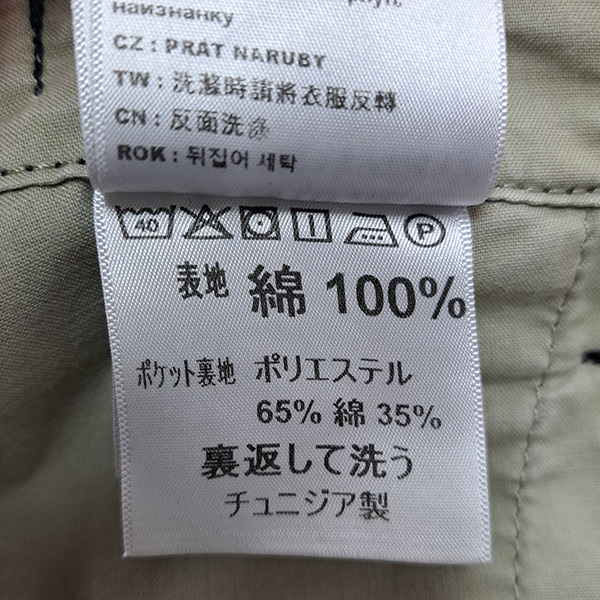 наизнанку
CZ : PRAT NARUBY
TW : 洗滌時請將衣服反轉
CN : 反面洗涤
ROK : 뒤집어 세탁
40 P
表地 綿 100%
ポケット裏地 ポリエステル
65% 綿 35%
裏返して洗う
チュニジア製